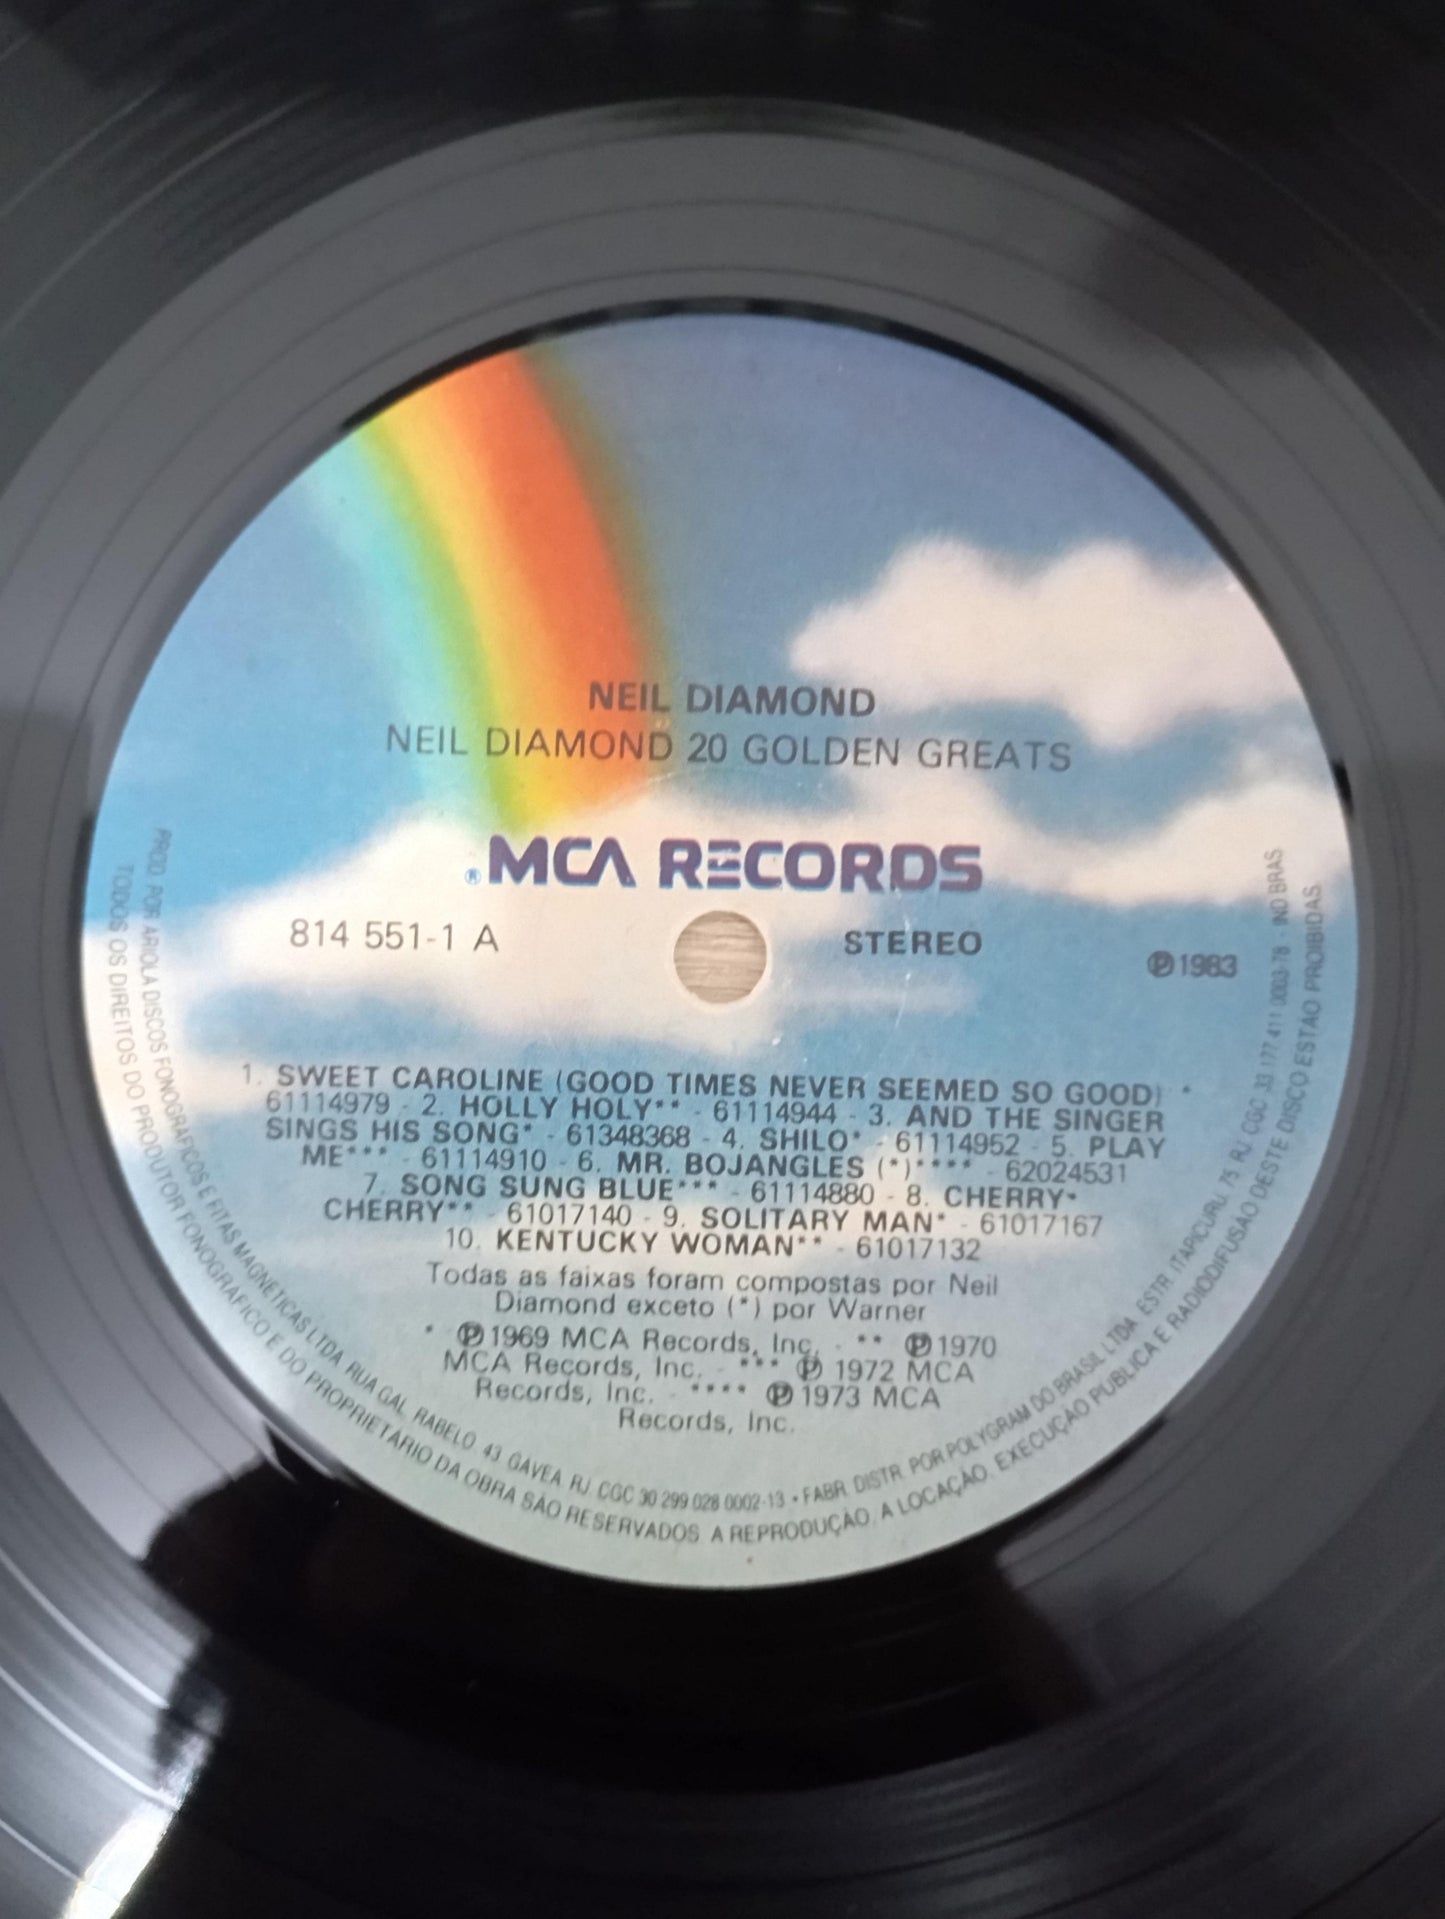 NEIL DIAMOND
NEIL DIAMOND 20 GOLDEN GREATS
®MCA RECORDS
814 551-1 A
STEREO
℗1983
1. SWEET CAROLINE (GOOD TIMES NEVER SEEMED SO GOOD) *
61114979 - 2. HOLLY HOLY** - 61114944 - 3. AND THE SINGER
SINGS HIS SONG* - 61348368 - 4. SHILO* - 61114952 - 5. PLAY
ME*** - 61114910 - 6. MR. BOJANGLES (*)**** - 62024531
7. SONG SUNG BLUE*** - 61114880 - 8. CHERRY*
CHERRY** - 61017140 - 9. SOLITARY MAN* - 61017167
10. KENTUCKY WOMAN** - 61017132
Todas as faixas foram compostas por Neil
Diamond exceto (*) por Warner
* ℗1969 MCA Records, Inc. - ** ℗1970
MCA Records, Inc. - *** ℗ 1972 MCA
Records, Inc. - **** ℗1973 MCA
Records, Inc.
PROD. POR ARIOLA DISCOS FONOGRAFICOS E FITAS MAGNETICAS LTDA RUA GAL. RABELO 43 GAVEA RJ. CGC 30 299 028 0002-13 • FABR. DISTR. POR POLYGRAM DO BRASIL LTDA. ESTR. ITAPICURU, 75 RJ. CGC 33 177 411 0003-78 - IND BRAS.
TODOS OS DIREITOS DO PRODUTOR FONOGRAFICO E DO PROPRIETÁRIO DA OBRA SÃO RESERVADOS A REPRODUÇÃO, A LOCAÇÃO, EXECUÇÃO PUBLICA E RADIODIFUSÃO DESTE DISCO ESTÃO PROIBIDAS.